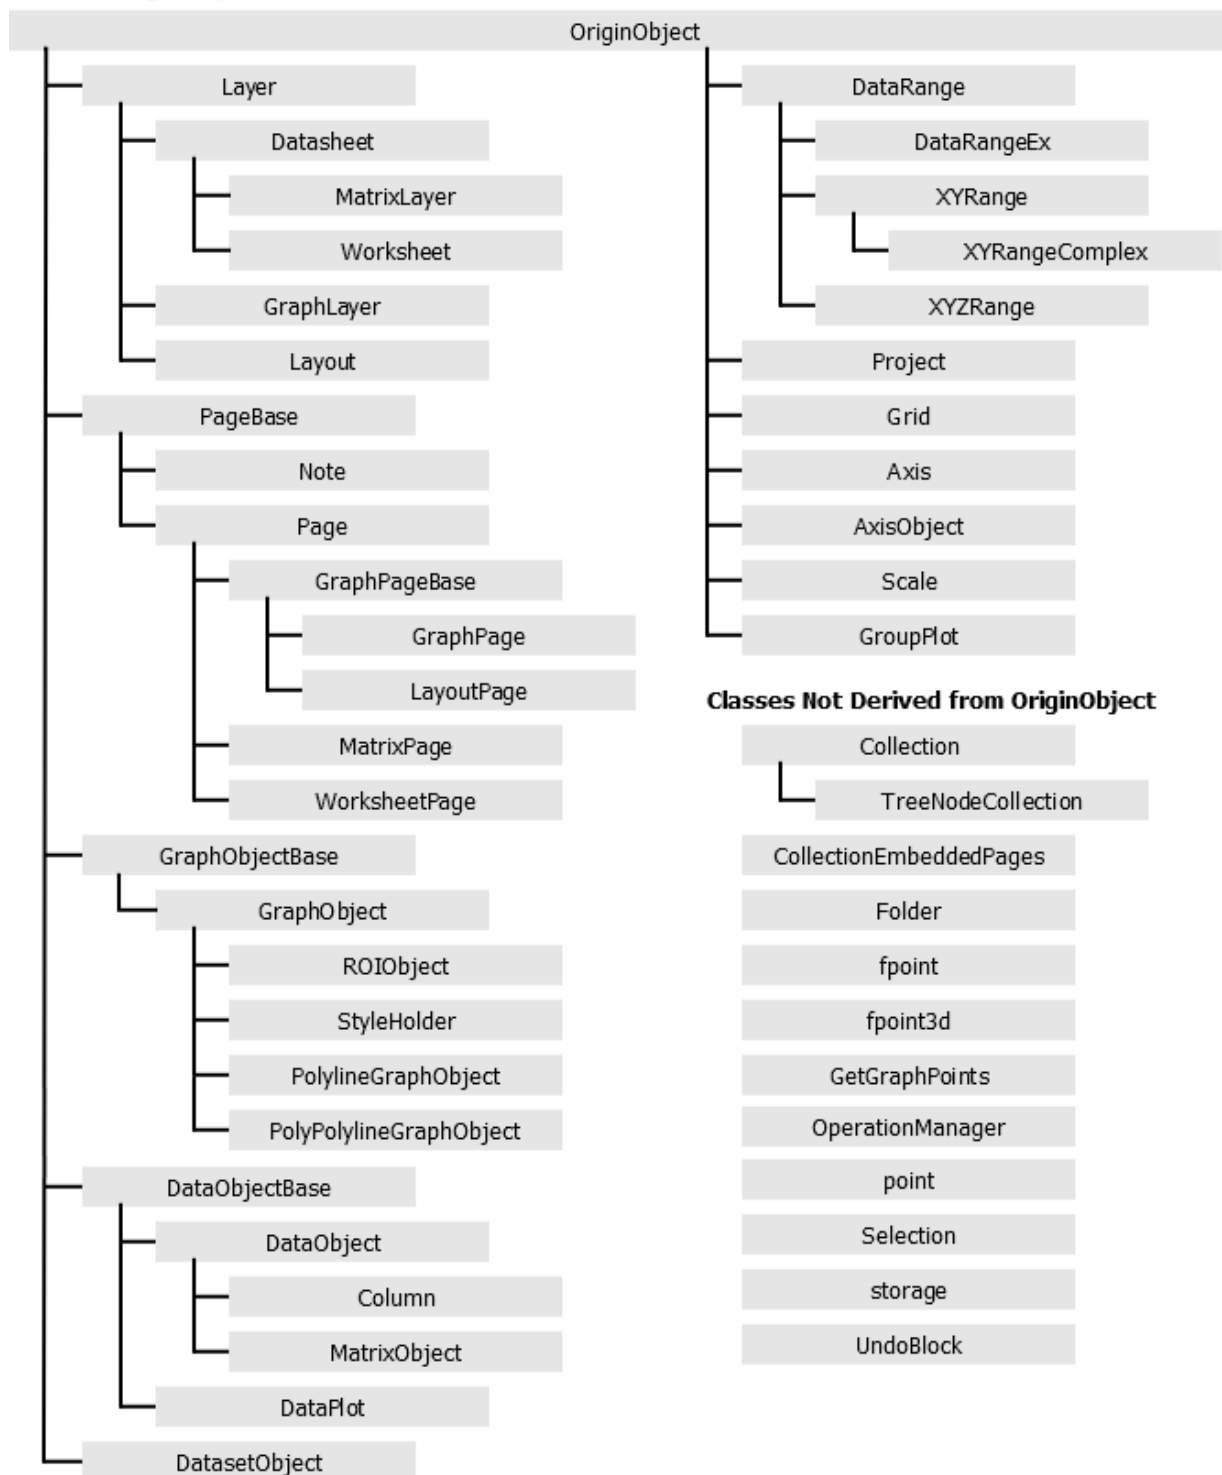 OriginObject
Layer
Datasheet
MatrixLayer
Worksheet
GraphLayer
Layout
PageBase
Note
Page
GraphPageBase
GraphPage
LayoutPage
MatrixPage
WorksheetPage
GraphObjectBase
GraphObject
ROIObject
StyleHolder
PolylineGraphObject
PolyPolylineGraphObject
DataObjectBase
DataObject
Column
MatrixObject
DataPlot
DatasetObject
DataRange
DataRangeEx
XYRange
XYRangeComplex
XYZRange
Project
Grid
Axis
AxisObject
Scale
GroupPlot
Classes Not Derived from OriginObject
Collection
TreeNodeCollection
CollectionEmbeddedPages
Folder
fpoint
fpoint3d
GetGraphPoints
OperationManager
point
Selection
storage
UndoBlock